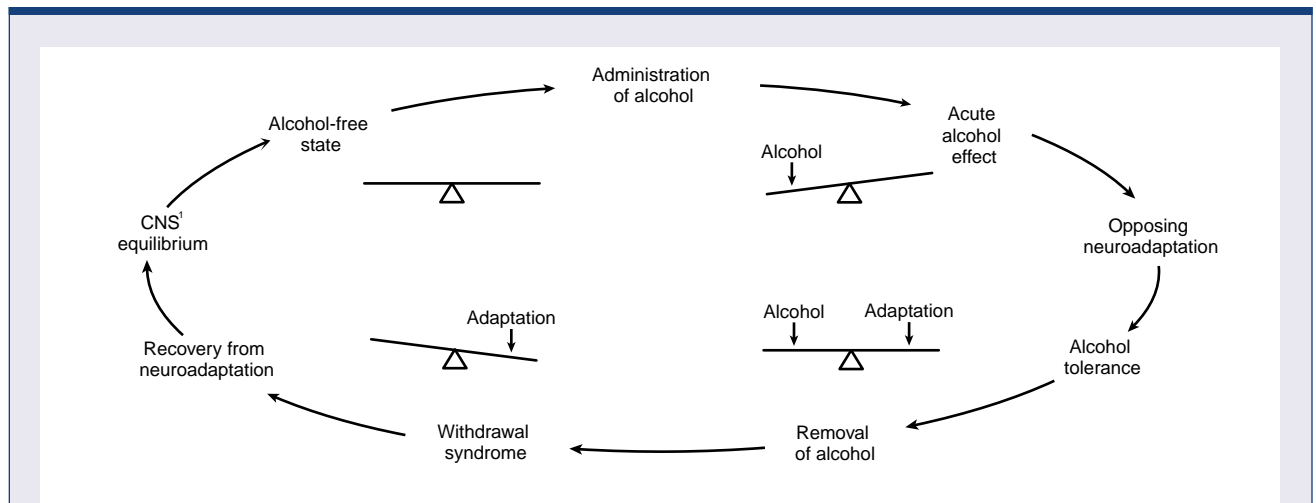 Administration
of alcohol
Acute
alcohol
effect
Opposing
neuroadaptation
Alcohol
tolerance
Removal
of alcohol
Withdrawal
syndrome
Recovery from
neuroadaptation
CNS¹
equilibrium
Alcohol-free
state
Alcohol
Alcohol
Adaptation
Adaptation